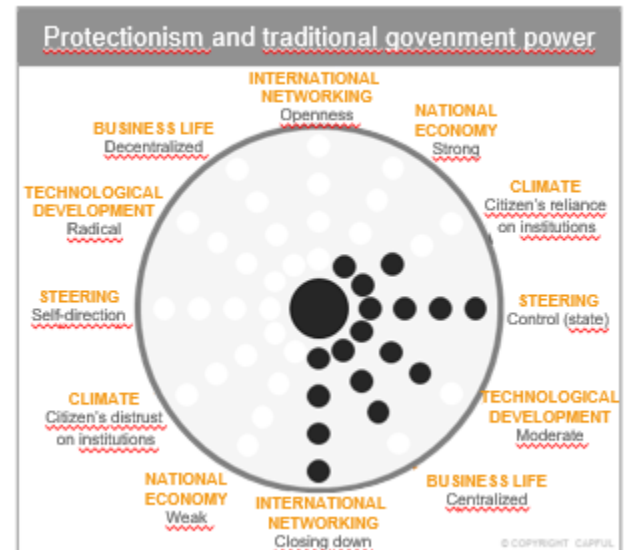 Protectionism and traditional govenment power
INTERNATIONAL
NETWORKING
Openness
NATIONAL
ECONOMY
Strong
BUSINESS LIFE
Decentralized
CLIMATE
Citizen's reliance
on institutions
TECHNOLOGICAL
DEVELOPMENT
Radical
STEERING
Self-direction
STEERING
Control (state)
CLIMATE
Citizen's distrust
on institutions
TECHNOLOGICAL
DEVELOPMENT
Moderate
NATIONAL
ECONOMY
Weak
BUSINESS LIFE
Centralized
INTERNATIONAL
NETWORKING
Closing down
© COPYRIGHT CAPFUL